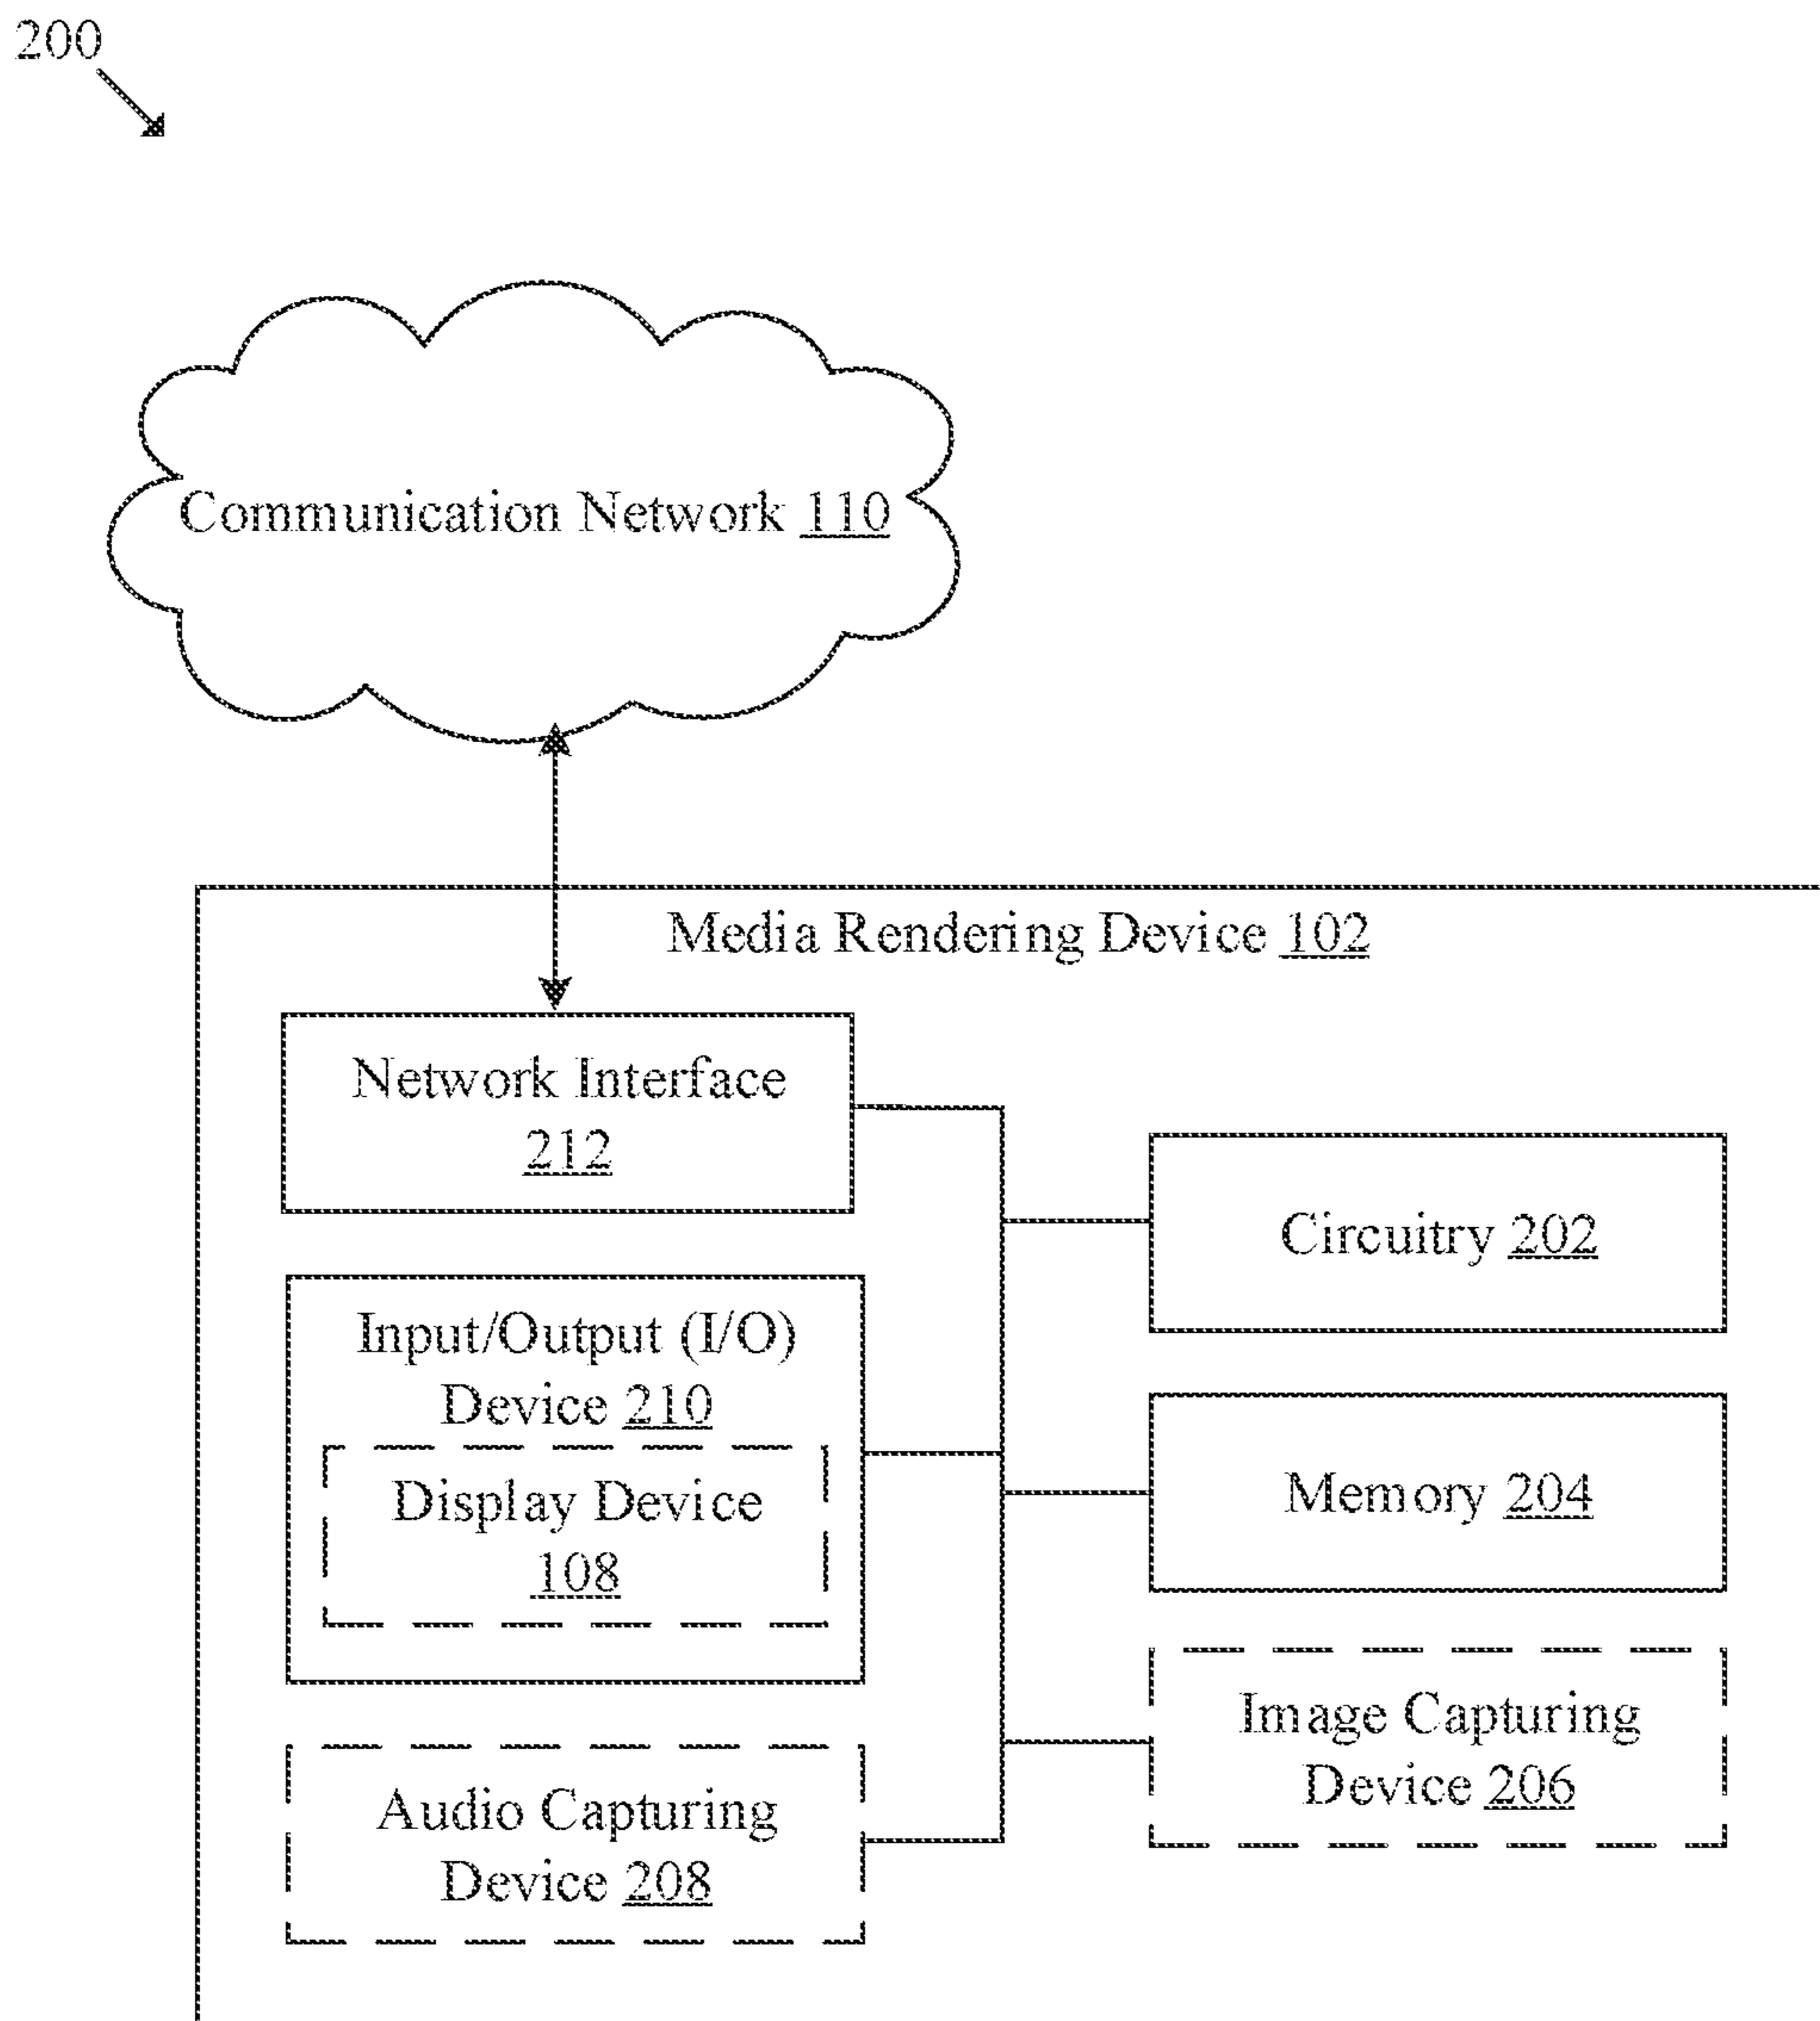 200
Communication Network 110
Media Rendering Device 102
Network Interface
212
Circuitry 202
Input/Output (I/O)
Device 210
Display Device
108
Memory 204
Image Capturing
Device 206
Audio Capturing
Device 208